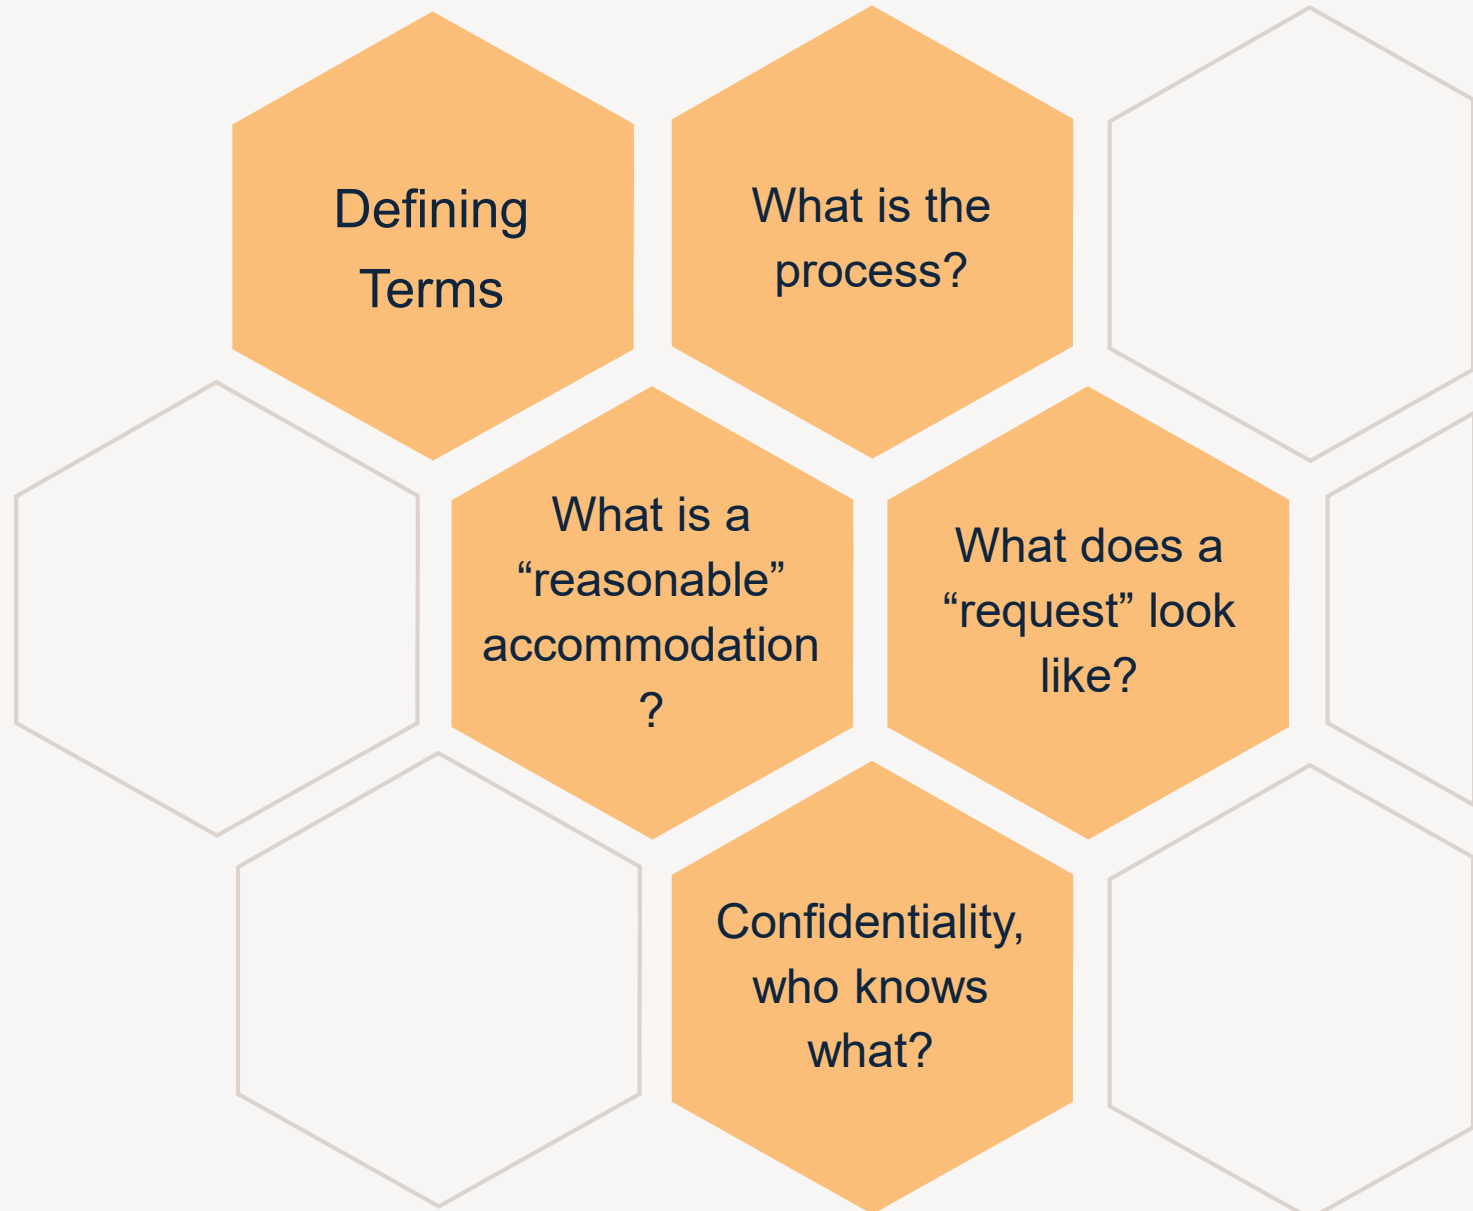 Defining
Terms
What is the
process?
What is a
“reasonable”
accommodation
?
What does a
“request” look
like?
Confidentiality,
who knows
what?